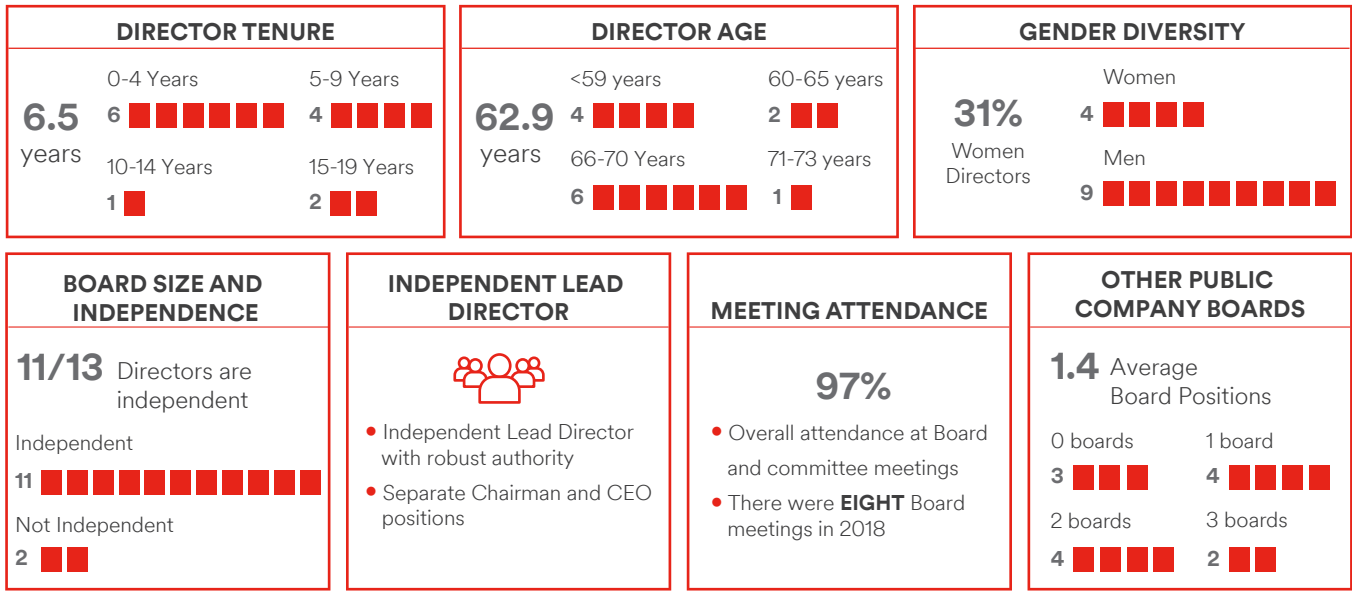 DIRECTOR TENURE
6.5
years
0-4 Years
6
5-9 Years
4
10-14 Years
1
15-19 Years
2
DIRECTOR AGE
62.9
years
<59 years
4
60-65 years
2
66-70 Years
6
71-73 years
1
GENDER DIVERSITY
31%
Women
Directors
Women
4
Men
9
BOARD SIZE AND
INDEPENDENCE
11/13 Directors are
independent
Independent
11
Not Independent
2
INDEPENDENT LEAD
DIRECTOR
• Independent Lead Director
with robust authority
• Separate Chairman and CEO
positions
MEETING ATTENDANCE
97%
• Overall attendance at Board
and committee meetings
• There were EIGHT Board
meetings in 2018
OTHER PUBLIC
COMPANY BOARDS
1.4 Average
Board Positions
0 boards
3
1 board
4
2 boards
4
3 boards
2